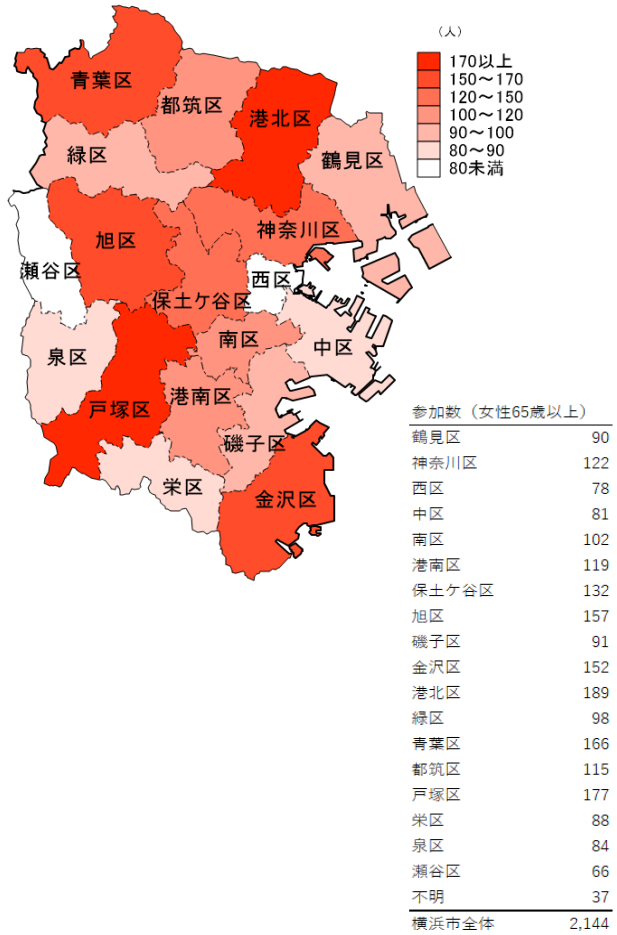 （人）
170以上
150～170
120～150
100～120
90～100
80～90
80未満
青葉区
都筑区
港北区
緑区
鶴見区
旭区
神奈川区
瀬谷区
西区
保土ケ谷区
南区
中区
泉区
港南区
戸塚区
磯子区
栄区
金沢区
参加数（女性65歳以上）
鶴見区 90
神奈川区 122
西区 78
中区 81
南区 102
港南区 119
保土ケ谷区 132
旭区 157
磯子区 91
金沢区 152
港北区 189
緑区 98
青葉区 166
都筑区 115
戸塚区 177
栄区 88
泉区 84
瀬谷区 66
不明 37
横浜市全体 2,144